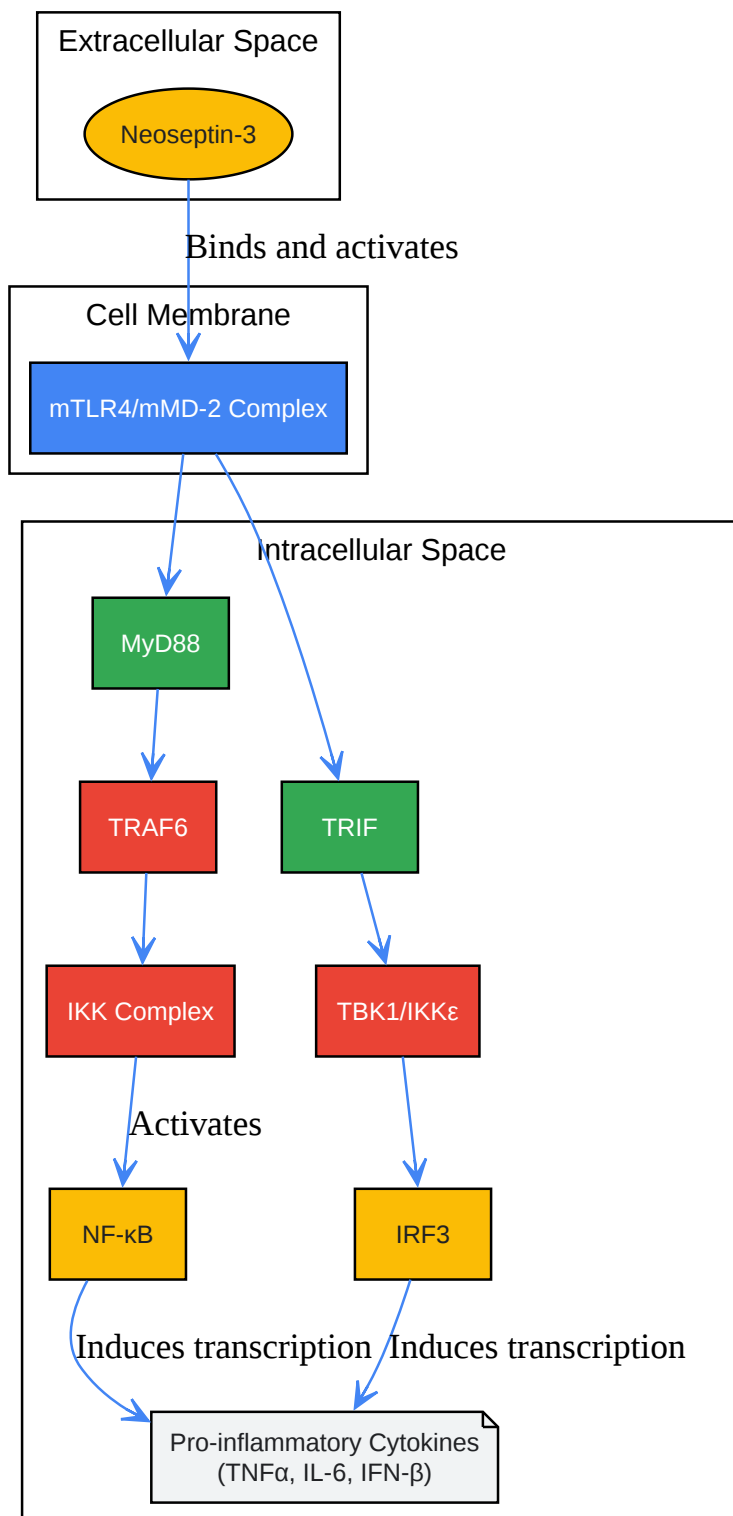 Extracellular Space
Neoseptin-3
Binds and activates
Cell Membrane
mTLR4/mMD-2 Complex
Intracellular Space
MyD88
TRAF6
TRIF
IKK Complex
TBK1/IKKε
Activates
NF-κB
IRF3
Induces transcription
Induces transcription
Pro-inflammatory Cytokines
(TNFα, IL-6, IFN-β)